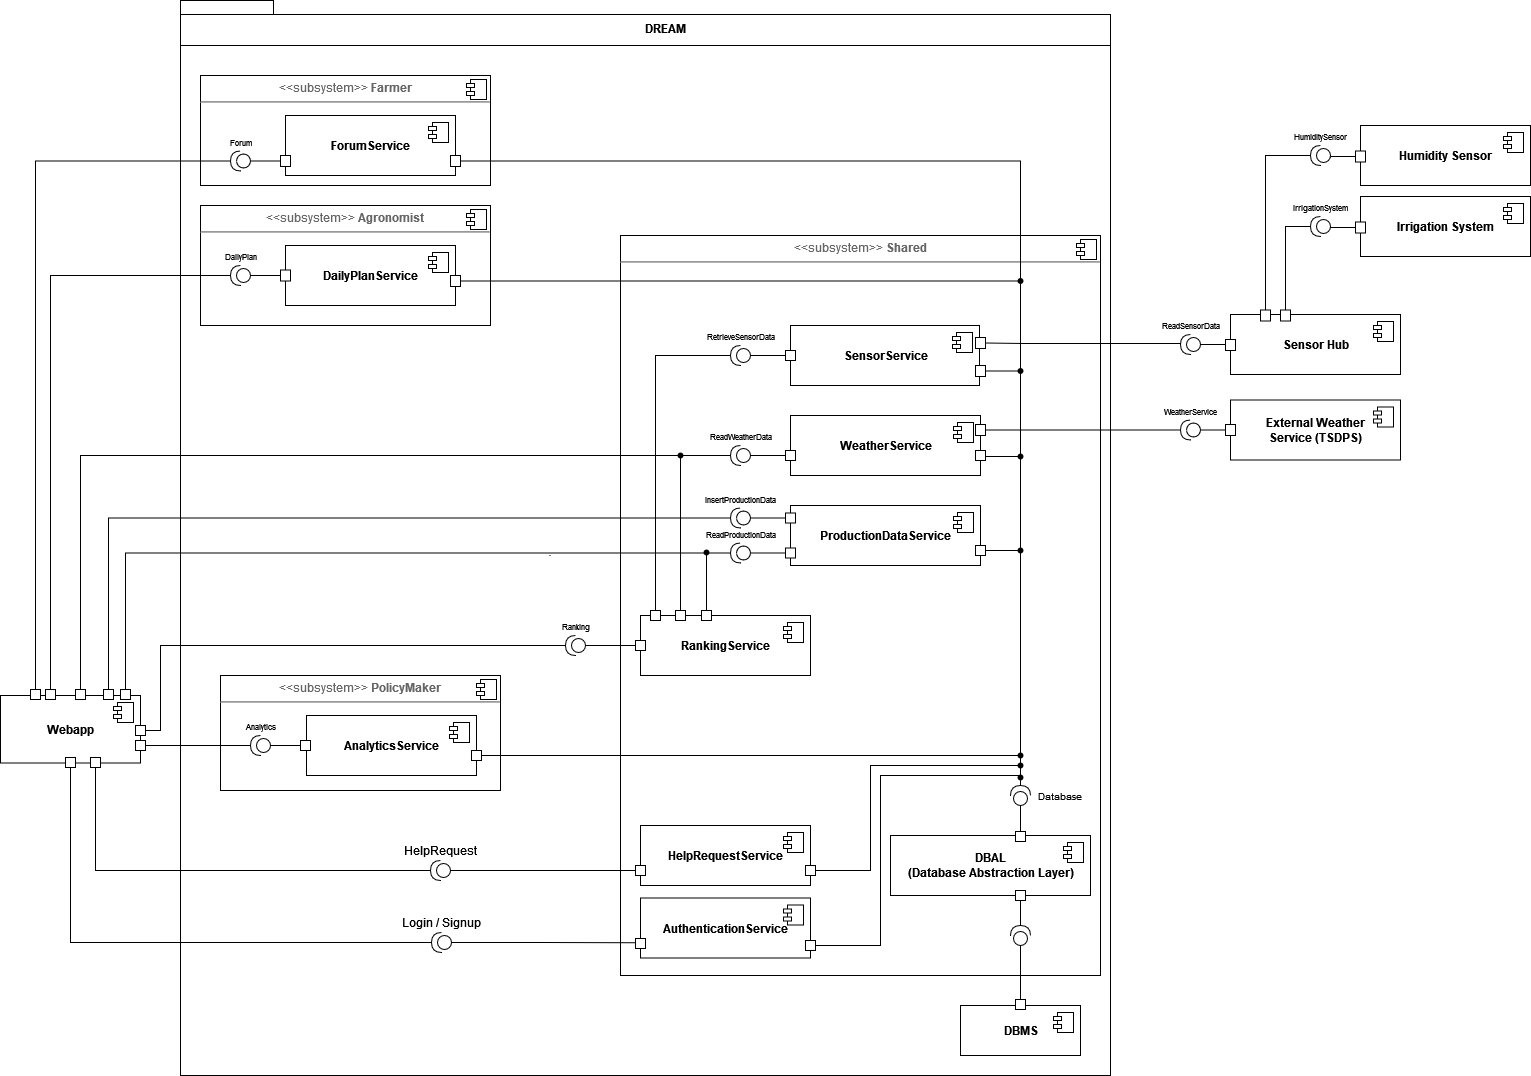 DREAM
<<subsystem>> Farmer
Forum
ForumService
HumiditySensor
Humidity Sensor
<<subsystem>> Agronomist
IrrigationSystem
Irrigation System
<<subsystem>> Shared
DailyPlan
DailyPlanService
RetrieveSensorData
SensorService
ReadSensorData
Sensor Hub
WeatherService
External Weather
Service (TSDPS)
ReadWeatherData
WeatherService
InsertProductionData
ReadProductionData
ProductionDataService
Ranking
RankingService
<<subsystem>> PolicyMaker
Webapp
Analytics
AnalyticsService
Database
HelpRequest
HelpRequestService
DBAL
(Database Abstraction Layer)
Login / Signup
AuthenticationService
DBMS